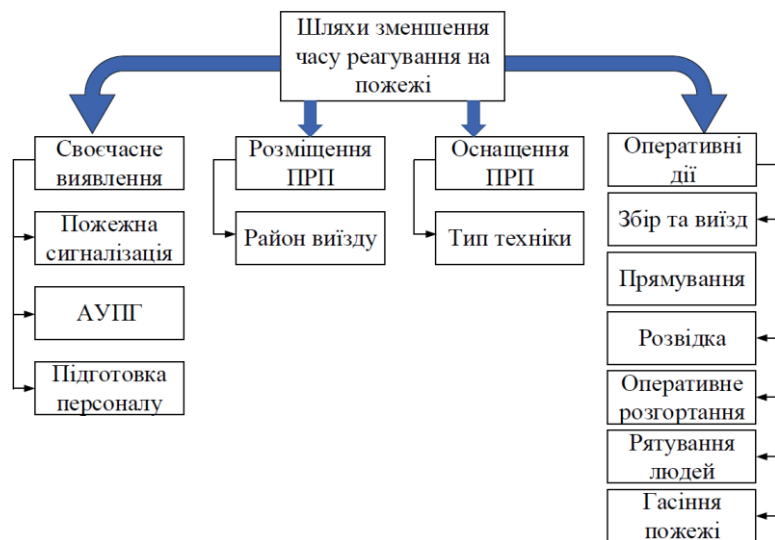 Шляхи зменшення
часу реагування на
пожежі
Своєчасне
виявлення
Пожежна
сигналізація
АУПГ
Підготовка
персоналу
Розміщення
ПРП
Район виїзду
Оснащення
ПРП
Тип техніки
Оперативні
дії
Збір та виїзд
Прямування
Розвідка
Оперативне
розгортання
Рятування
людей
Гасіння
пожежі